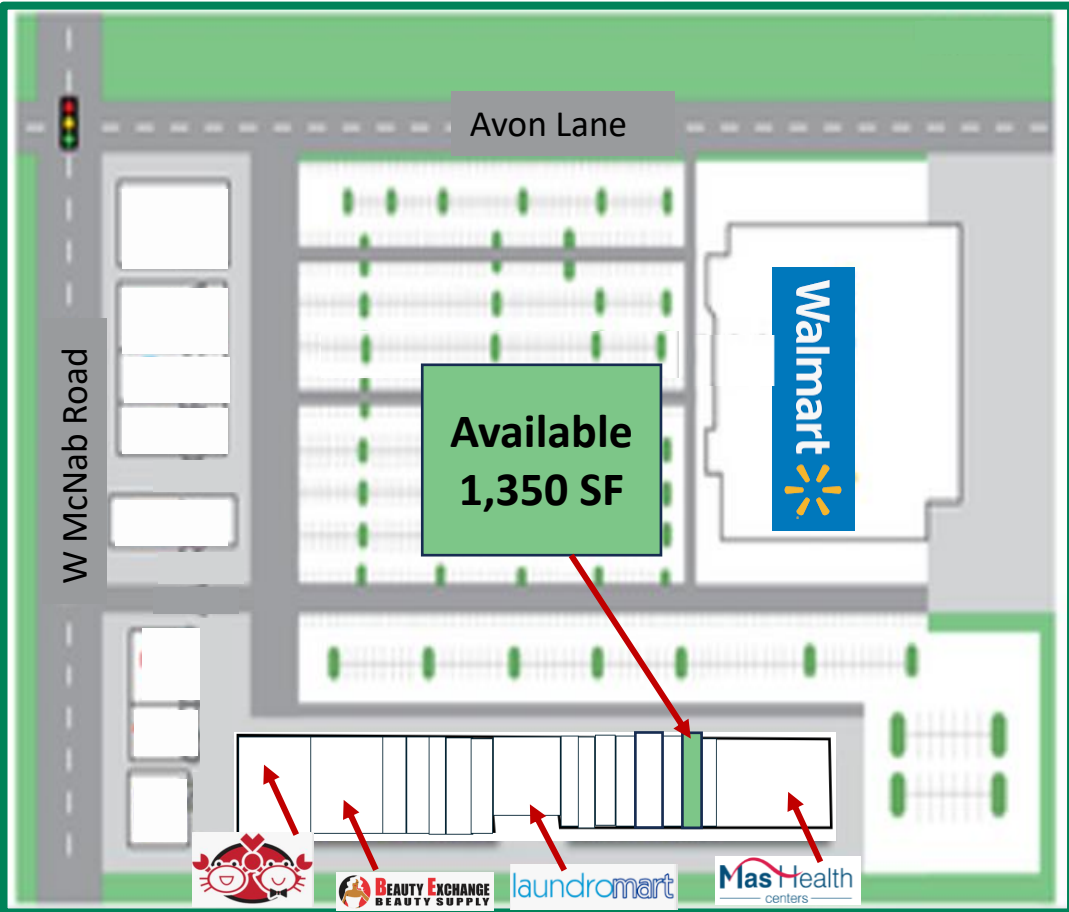 Avon Lane
W McNab Road
Walmart
Available
1,350 SF
BEAUTY EXCHANGE
BEAUTY SUPPLY
laundromart
Mas Health
centers